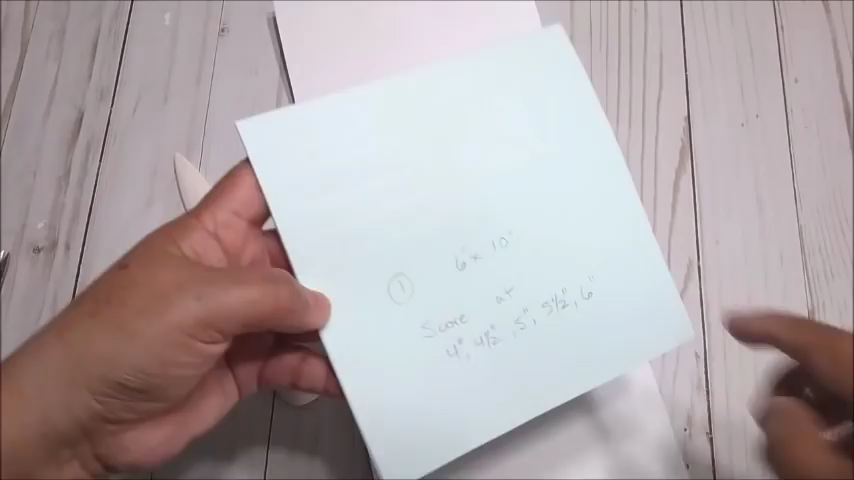 ① 6" x 10"
Score at
4", 4½", 5", 5½", 6"